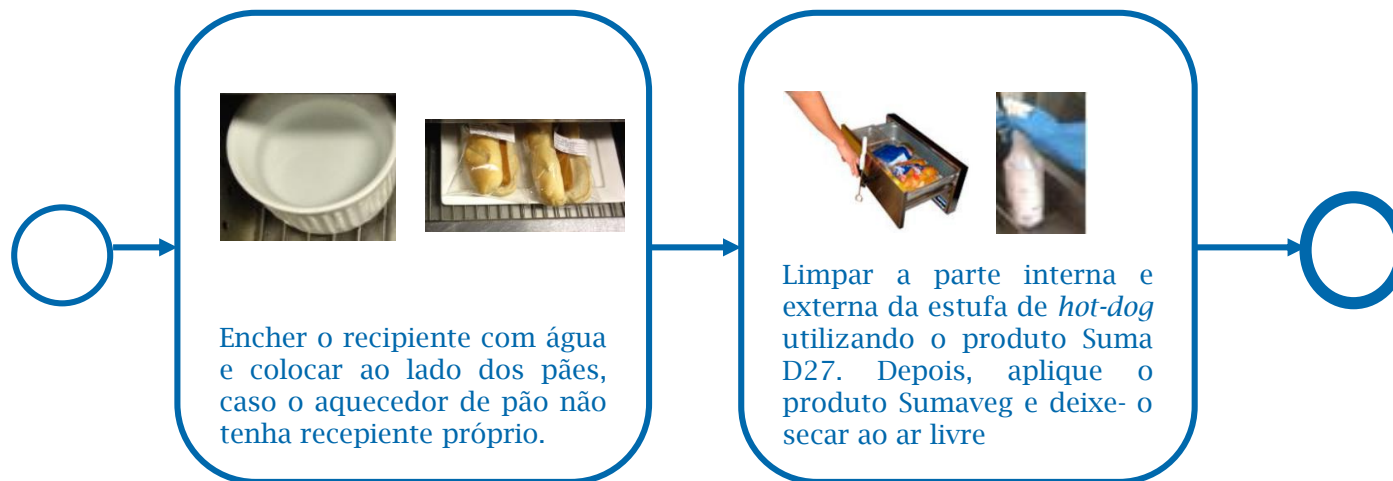 Encher o recipiente com água
e colocar ao lado dos pães,
caso o aquecedor de pão não
tenha recepiente próprio.
Limpar a parte interna e
externa da estufa de hot-dog
utilizando o produto Suma
D27. Depois, aplique o
produto Sumaveg e deixe- o
secar ao ar livre